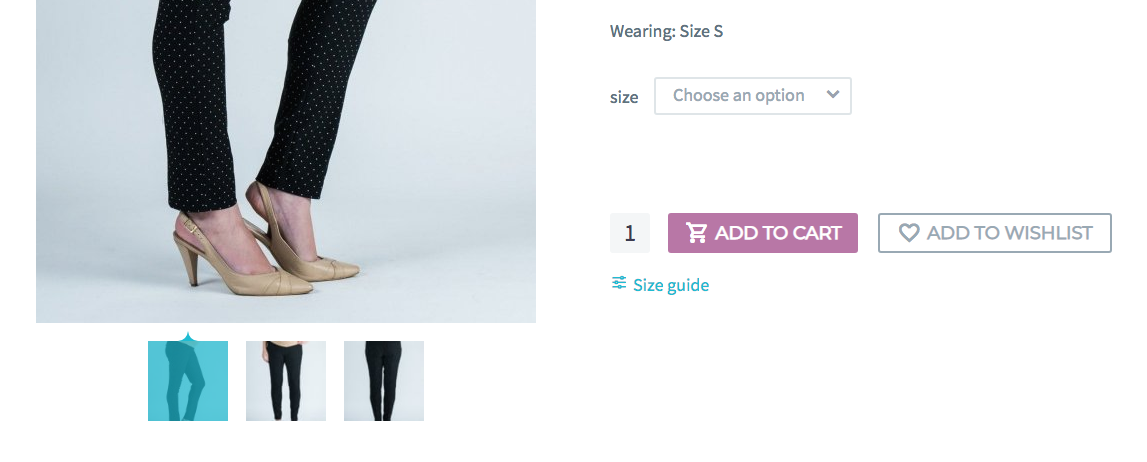 Wearing: Size S
size Choose an option
1 ADD TO CART ADD TO WISHLIST
Size guide